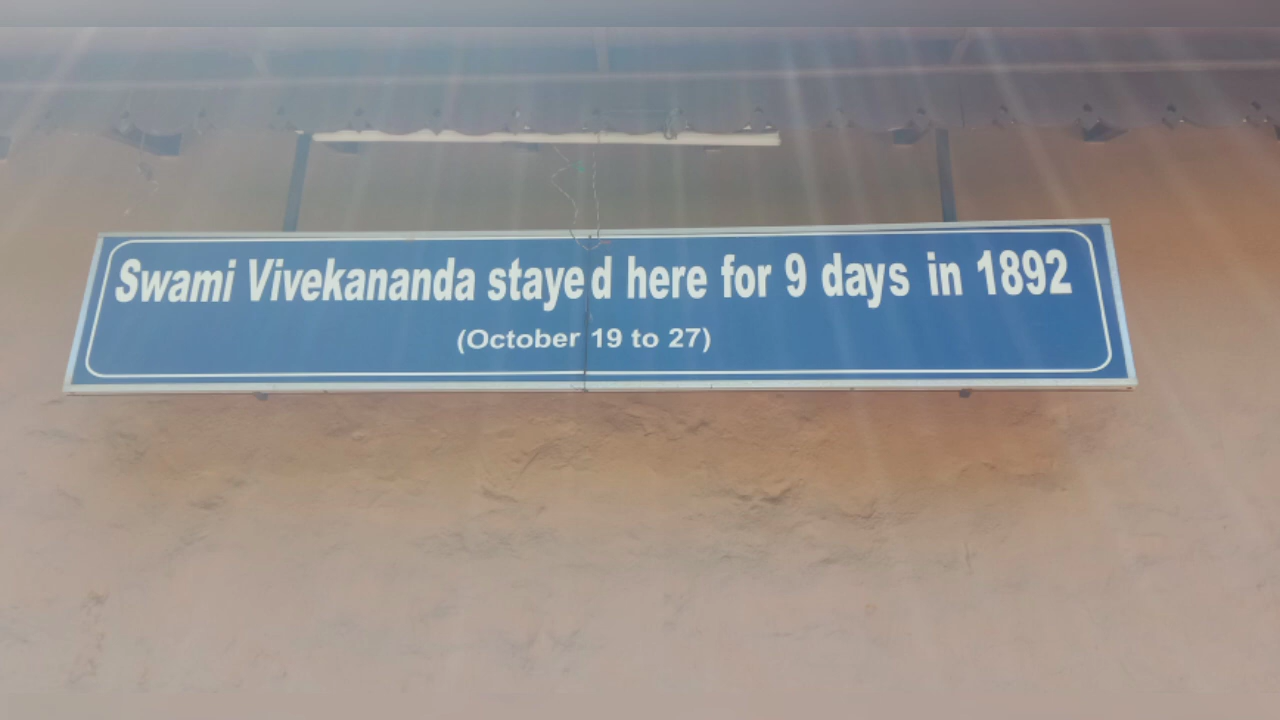 Swami Vivekananda stayed here for 9 days in 1892
(October 19 to 27)